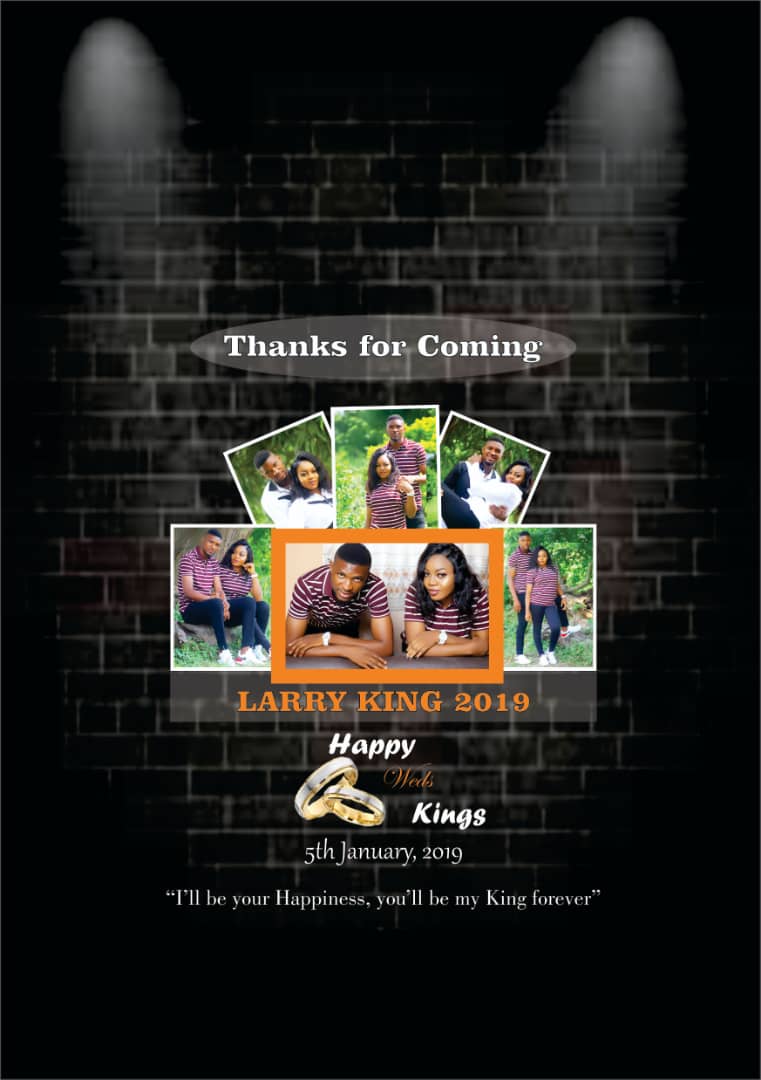 Thanks for Coming
LARRY KING 2019
Happy
Weds
Kings
5th January, 2019
“I’ll be your Happiness, you’ll be my King forever”